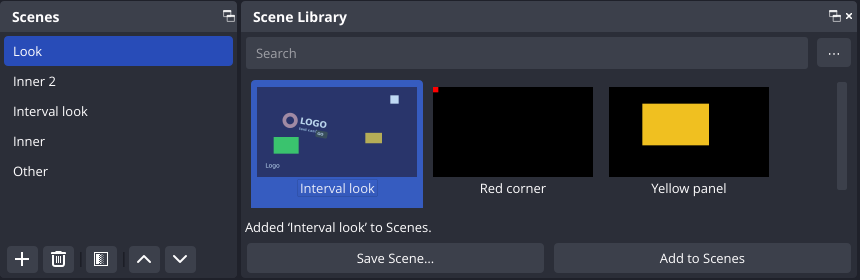 Scenes
Scene Library
Look
Inner 2
Interval look
Inner
Other
Search
...
LOGO
Logo
Interval look
Red corner
Yellow panel
Added ‘Interval look’ to Scenes.
Save Scene...
Add to Scenes